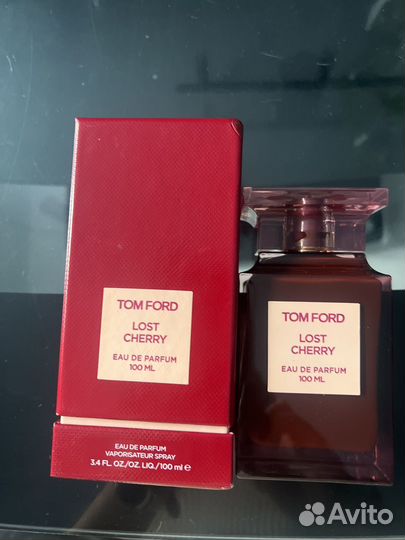 TOM FORD
LOST
CHERRY
EAU DE PARFUM
100 ML
EAU DE PARFUM
VAPORISATEUR SPRAY
3.4 FL. OZ./OZ. LIQ./100 ml ℮
TOM FORD
LOST
CHERRY
EAU DE PARFUM
100 ML
Avito